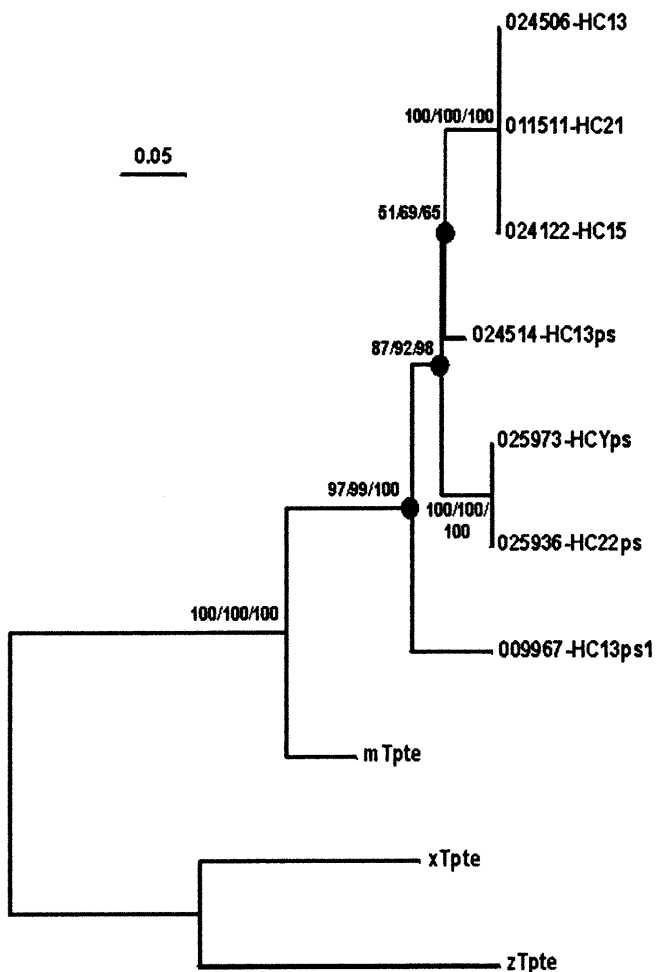 024506-HC13
100/100/100
011511-HC21
0.05
51/69/65
024122-HC15
024514-HC13ps
87/92/98
025973-HCYps
97/99/100
100/100/
100
025936-HC22ps
100/100/100
009967-HC13ps1
mTpte
xTpte
zTpte